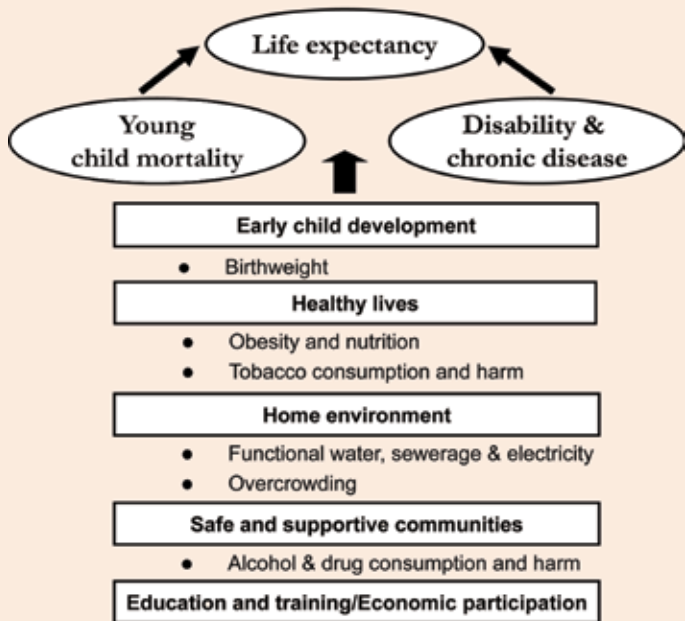 Life expectancy
Young
child mortality
Disability &
chronic disease
Early child development
● Birthweight
Healthy lives
● Obesity and nutrition
● Tobacco consumption and harm
Home environment
● Functional water, sewerage & electricity
● Overcrowding
Safe and supportive communities
● Alcohol & drug consumption and harm
Education and training/Economic participation